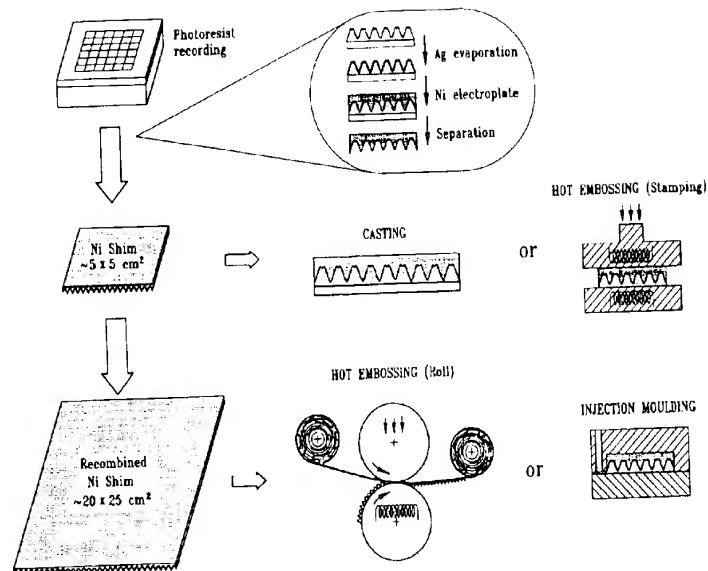 Photoresist
recording
Ag evaporation
Ni electroplate
Separation
Ni Shim
~5 x 5 cm²
CASTING
or
HOT EMBOSSING (Stamping)
Recombined
Ni Shim
~20 x 25 cm²
HOT EMBOSSING (Roll)
or
INJECTION MOULDING